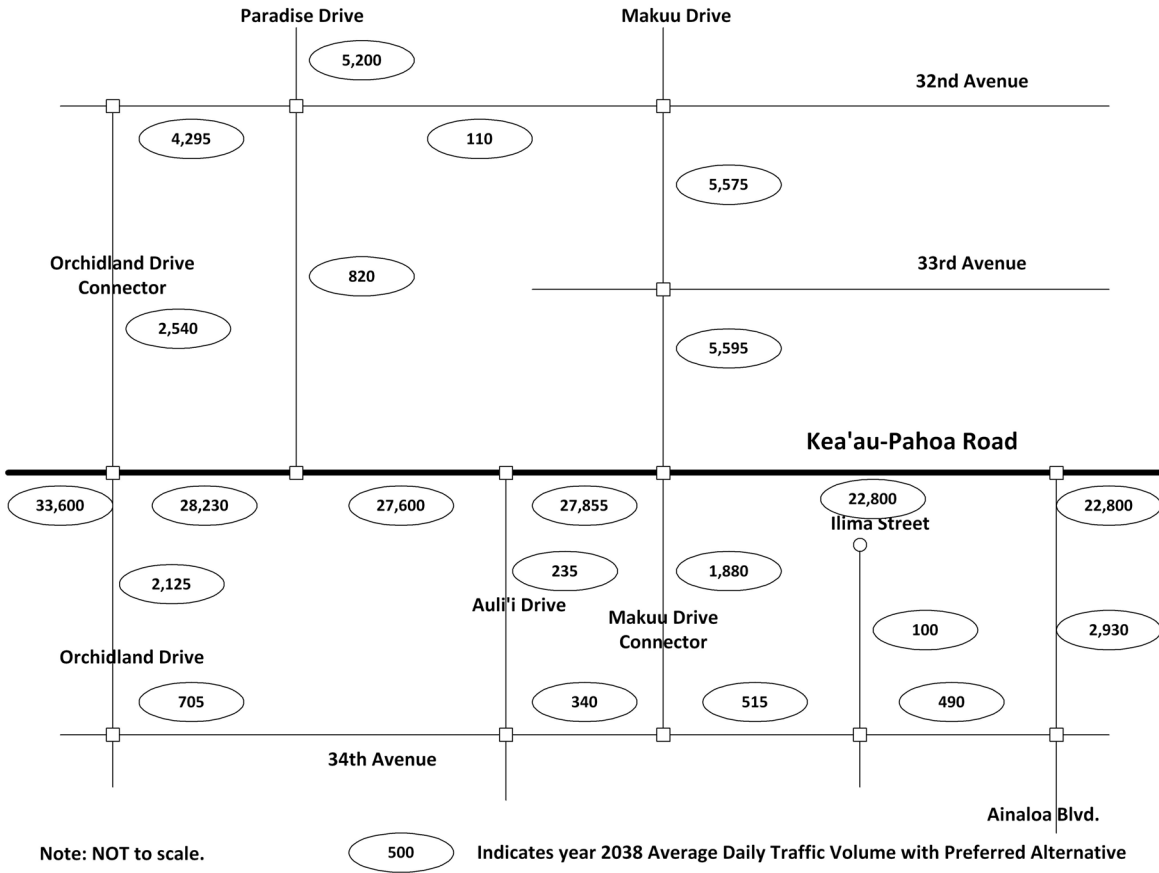 Paradise Drive
Makuu Drive
5,200
32nd Avenue
4,295
110
5,575
Orchidland Drive
Connector
820
33rd Avenue
2,540
5,595
Kea'au-Pahoa Road
33,600
28,230
27,600
27,855
22,800
22,800
Ilima Street
2,125
235
1,880
Auli'i Drive
Makuu Drive
Connector
100
2,930
Orchidland Drive
705
340
515
490
34th Avenue
Ainaloa Blvd.
Note: NOT to scale.
500
Indicates year 2038 Average Daily Traffic Volume with Preferred Alternative